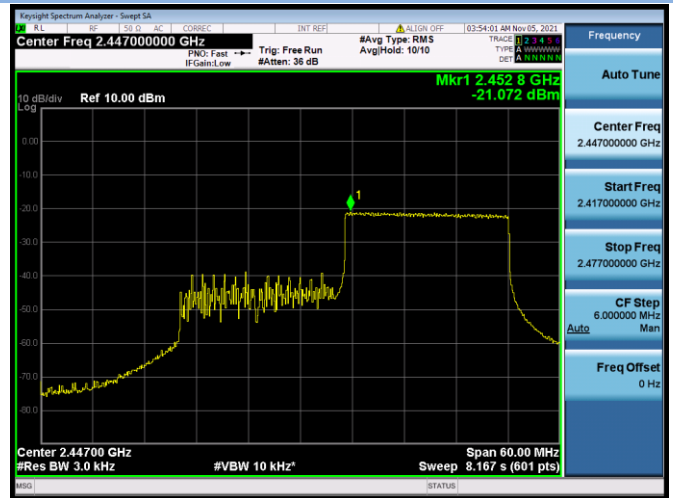 Keysight Spectrum Analyzer - Swept SA
RL RF 50 Ω AC CORREC INT REF ALIGN OFF 03:54:01 AM Nov 05, 2021
Center Freq 2.447000000 GHz
PNO: Fast
IFGain:Low
Trig: Free Run
#Atten: 36 dB
#Avg Type: RMS
Avg|Hold: 10/10
TRACE 1 2 3 4 5 6
TYPE A WWWWW
DET A N N N N N
Mkr1 2.452 8 GHz
-21.072 dBm
10 dB/div Ref 10.00 dBm
Log
0.00
-10.0
1
-20.0
-30.0
-40.0
-50.0
-60.0
-70.0
-80.0
Center 2.44700 GHz
Span 60.00 MHz
#Res BW 3.0 kHz
#VBW 10 kHz*
Sweep 8.167 s (601 pts)
MSG
STATUS
Frequency
Auto Tune
Center Freq
2.447000000 GHz
Start Freq
2.417000000 GHz
Stop Freq
2.477000000 GHz
CF Step
6.000000 MHz
Auto Man
Freq Offset
0 Hz